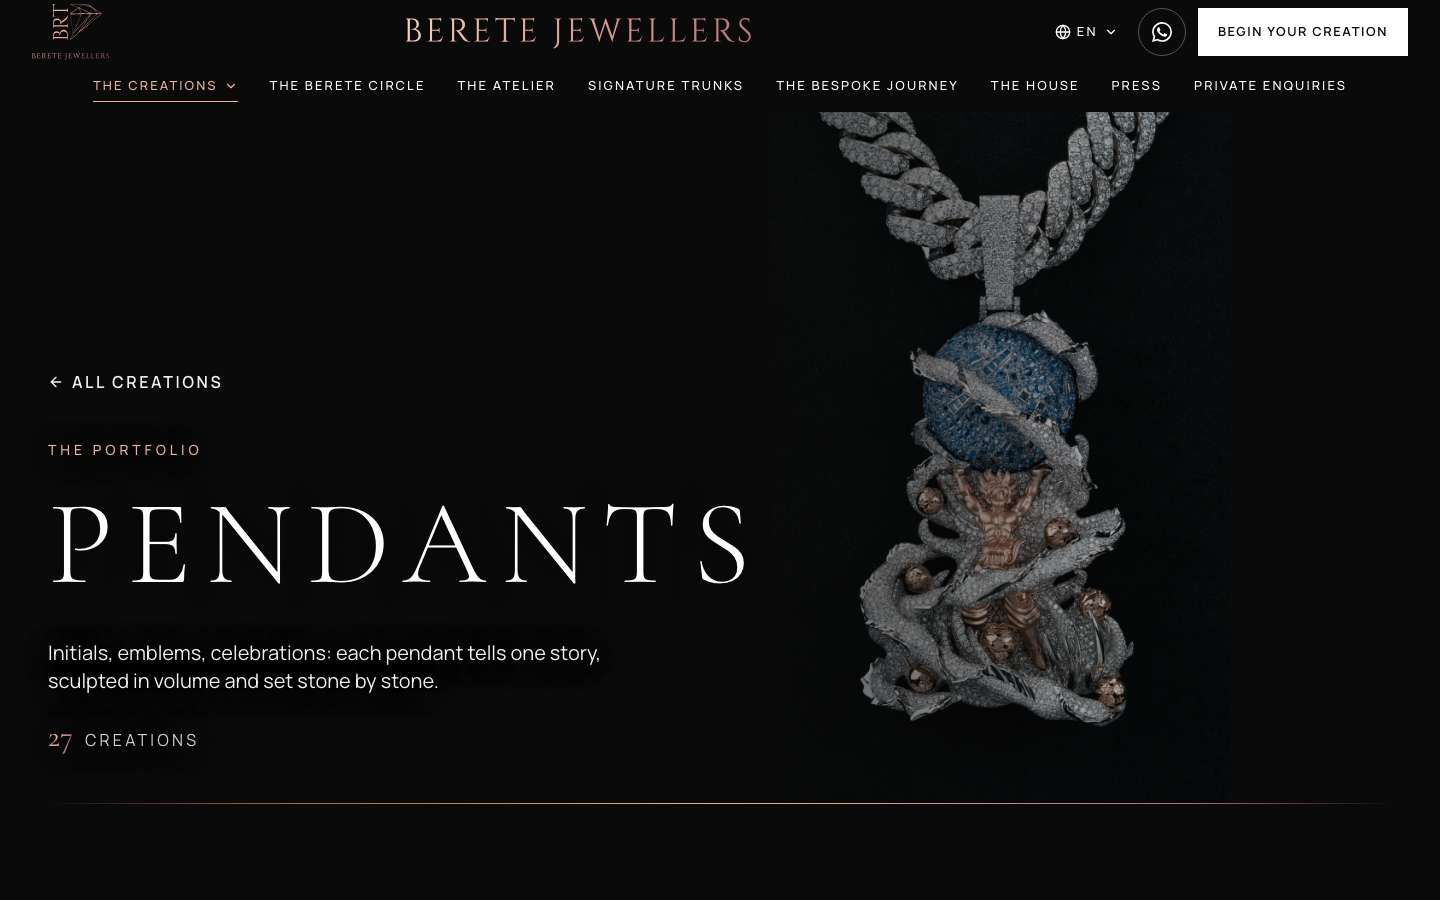 BRT
BERETE JEWELLERS
BERETE JEWELLERS
EN
BEGIN YOUR CREATION
THE CREATIONS
THE BERETE CIRCLE
THE ATELIER
SIGNATURE TRUNKS
THE BESPOKE JOURNEY
THE HOUSE
PRESS
PRIVATE ENQUIRIES
← ALL CREATIONS
THE PORTFOLIO
PENDANTS
Initials, emblems, celebrations: each pendant tells one story,
sculpted in volume and set stone by stone.
27 CREATIONS